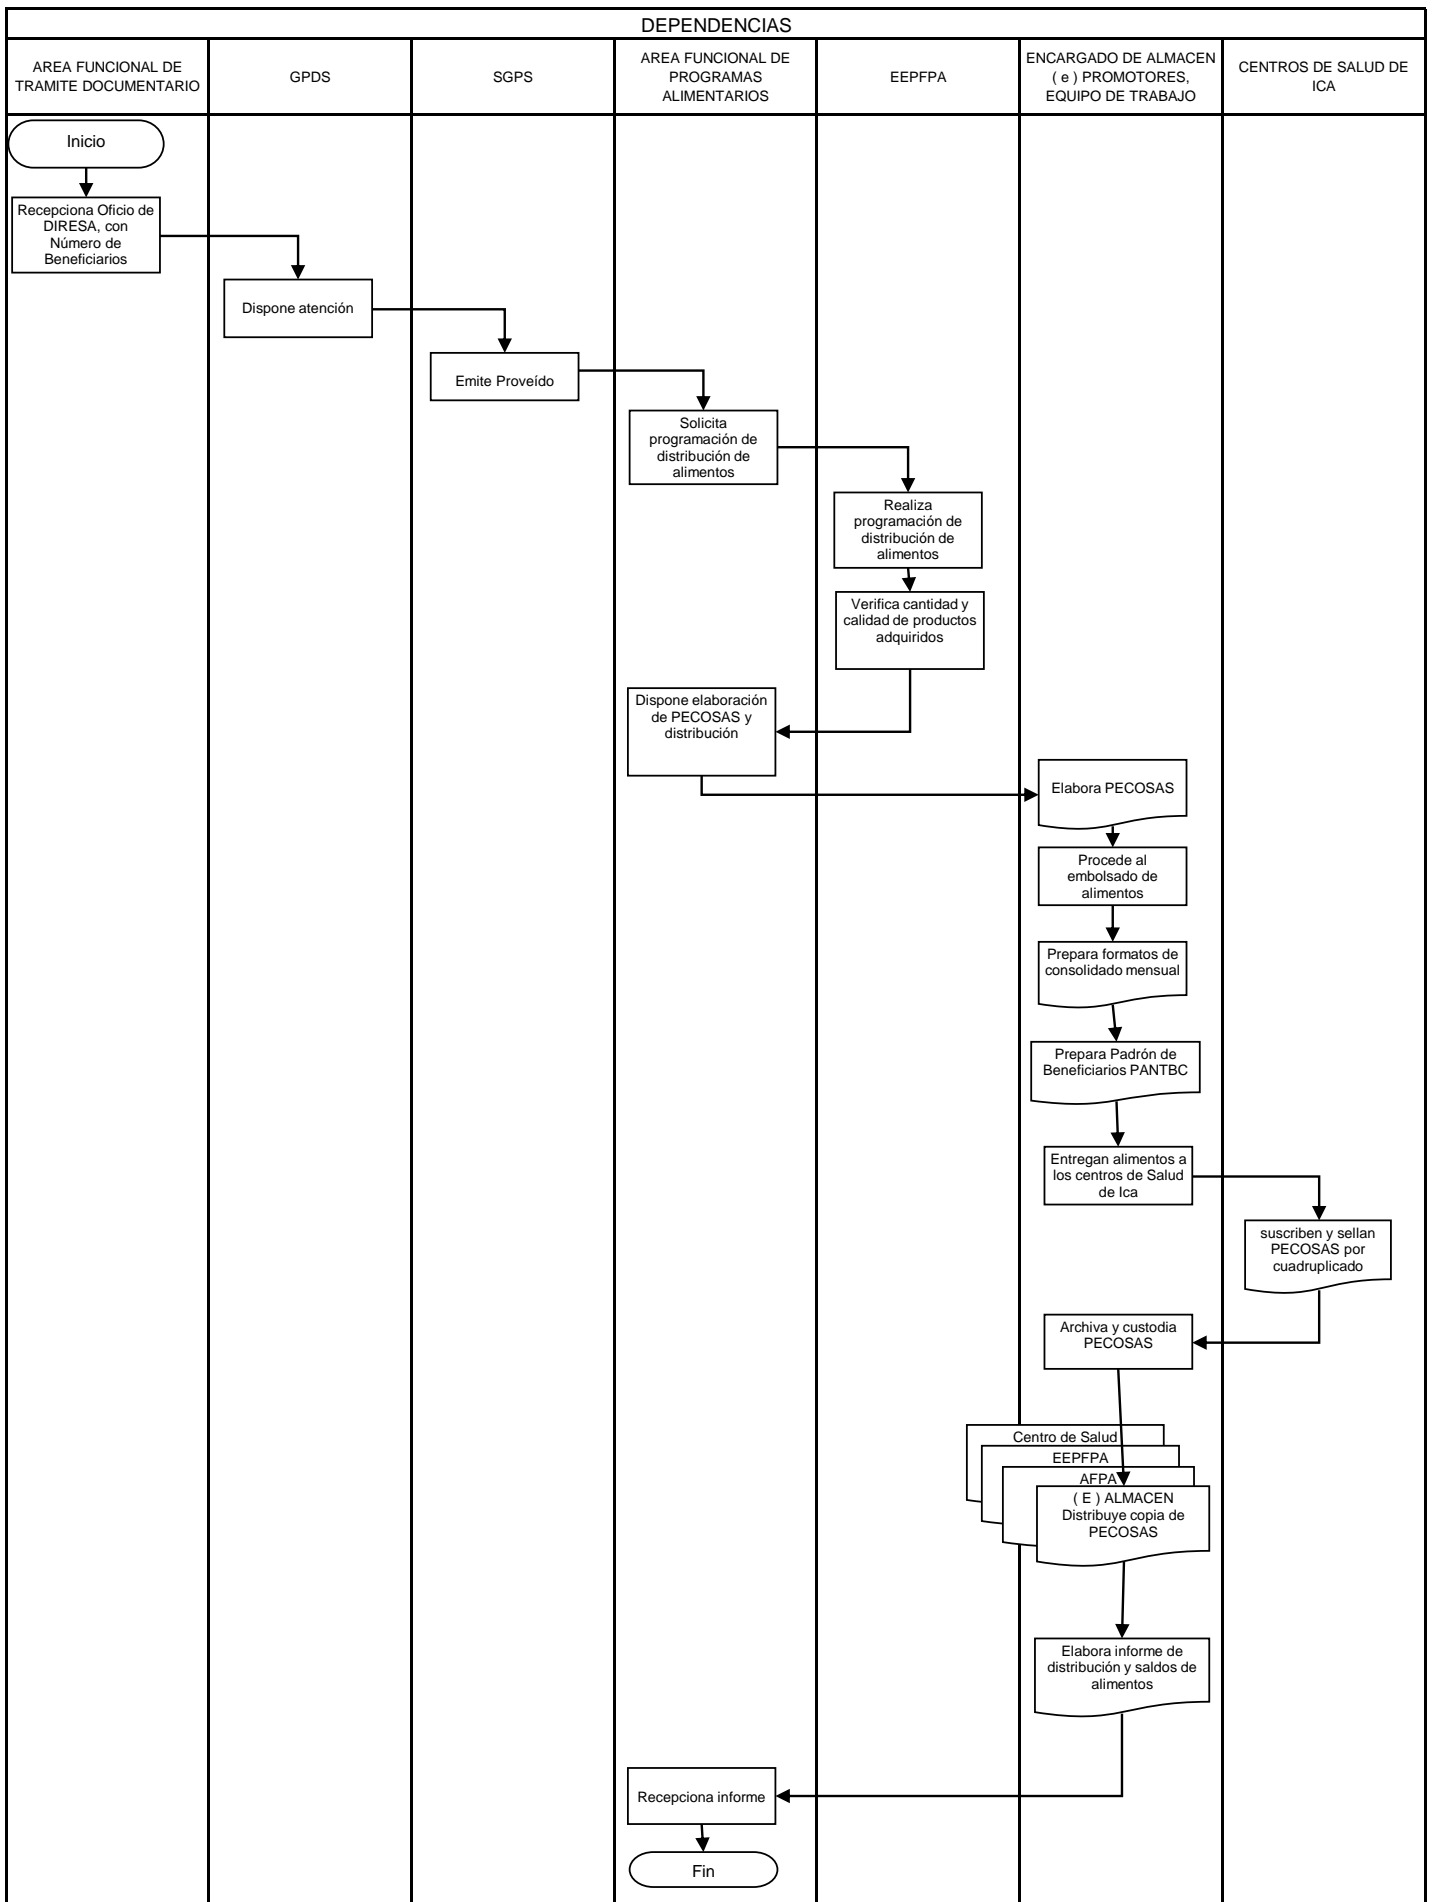 DEPENDENCIAS
AREA FUNCIONAL DE
TRAMITE DOCUMENTARIO
GPDS
SGPS
AREA FUNCIONAL DE
PROGRAMAS
ALIMENTARIOS
EEPFPA
ENCARGADO DE ALMACEN
( e ) PROMOTORES,
EQUIPO DE TRABAJO
CENTROS DE SALUD DE
ICA
Inicio
Recepciona Oficio de
DIRESA, con
Número de
Beneficiarios
Dispone atención
Emite Proveído
Solicita
programación de
distribución de
alimentos
Realiza
programación de
distribución de
alimentos
Verifica cantidad y
calidad de productos
adquiridos
Dispone elaboración
de PECOSAS y
distribución
Elabora PECOSAS
Procede al
embolsado de
alimentos
Prepara formatos de
consolidado mensual
Prepara Padrón de
Beneficiarios PANTBC
Entregan alimentos a
los centros de Salud
de Ica
suscriben y sellan
PECOSAS por
cuadruplicado
Archiva y custodia
PECOSAS
Centro de Salud
EEPFPA
AFPA
( E ) ALMACEN
Distribuye copia de
PECOSAS
Elabora informe de
distribución y saldos de
alimentos
Recepciona informe
Fin